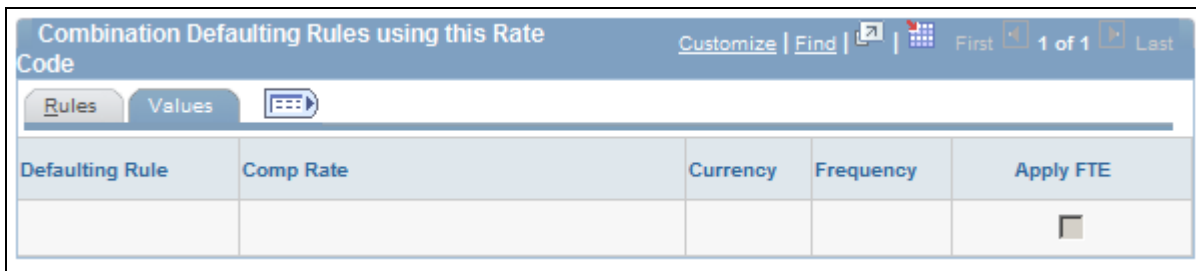 Combination Defaulting Rules using this Rate
Code
Customize | Find | | First 1 of 1 Last
Rules Values
Defaulting Rule Comp Rate Currency Frequency Apply FTE